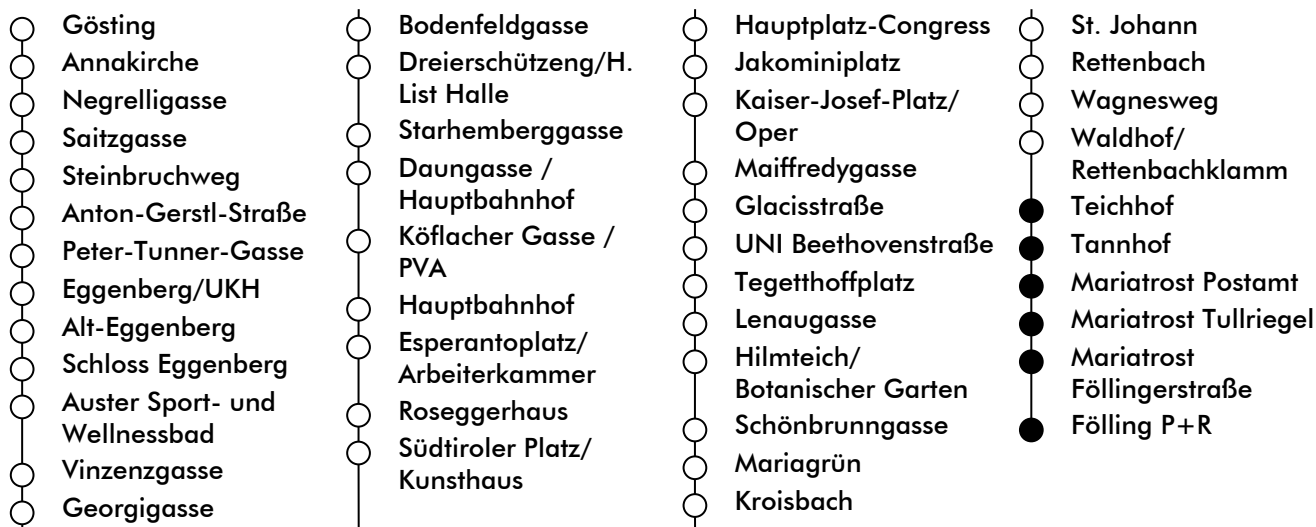 Gösting
Annakirche
Negrelligasse
Saitzgasse
Steinbruchweg
Anton-Gerstl-Straße
Peter-Tunner-Gasse
Eggenberg/UKH
Alt-Eggenberg
Schloss Eggenberg
Auster Sport- und
Wellnessbad
Vinzenzgasse
Georgigasse
Bodenfeldgasse
Dreierschützeng/H.
List Halle
Starhemberggasse
Daungasse /
Hauptbahnhof
Köflacher Gasse /
PVA
Hauptbahnhof
Esperantoplatz/
Arbeiterkammer
Roseggerhaus
Südtiroler Platz/
Kunsthaus
Hauptplatz-Congress
Jakominiplatz
Kaiser-Josef-Platz/
Oper
Maiffredygasse
Glacisstraße
UNI Beethovenstraße
Tegetthoffplatz
Lenaugasse
Hilmteich/
Botanischer Garten
Schönbrunngasse
Mariagrün
Kroisbach
St. Johann
Rettenbach
Wagnesweg
Waldhof/
Rettenbachklamm
Teichhof
Tannhof
Mariatrost Postamt
Mariatrost Tullriegel
Mariatrost
Föllingerstraße
Fölling P+R